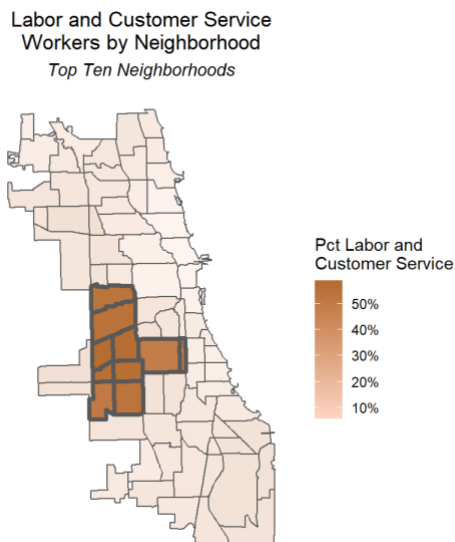 Labor and Customer Service
Workers by Neighborhood
Top Ten Neighborhoods
Pct Labor and
Customer Service
50%
40%
30%
20%
10%